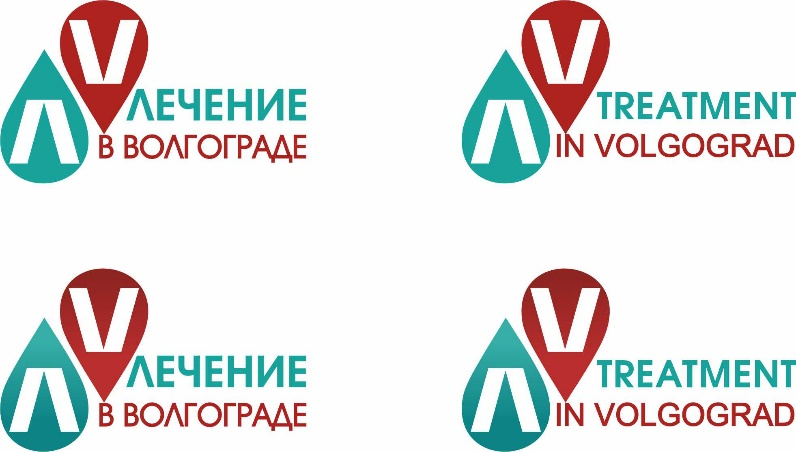 V
Λ
ЛЕЧЕНИЕ
В ВОЛГОГРАДЕ
V
Λ
TREATMENT
IN VOLGOGRAD
V
Λ
ЛЕЧЕНИЕ
В ВОЛГОГРАДЕ
V
Λ
TREATMENT
IN VOLGOGRAD